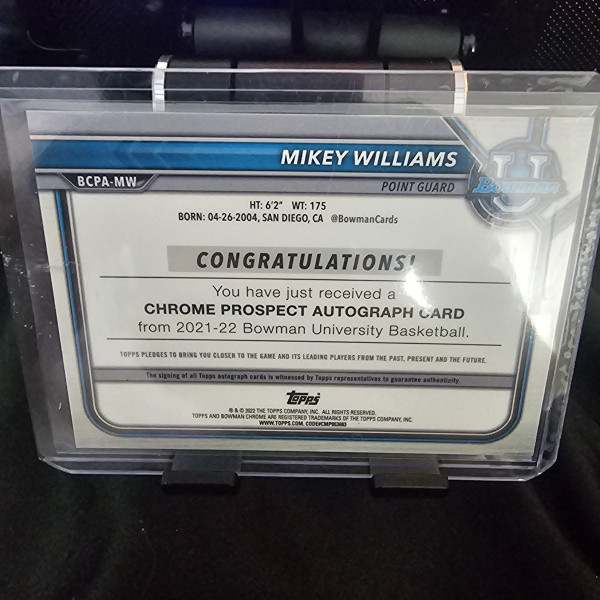 MIKEY WILLIAMS
BCPA-MW
POINT GUARD
U
Bowman
HT: 6'2" WT: 175
BORN: 04-26-2004, SAN DIEGO, CA @BowmanCards
CONGRATULATIONS!
You have just received a
CHROME PROSPECT AUTOGRAPH CARD
from 2021-22 Bowman University Basketball.
TOPPS PLEDGES TO BRING YOU CLOSER TO THE GAME AND ITS LEADING PLAYERS FROM THE PAST, PRESENT AND THE FUTURE.
The signing of all Topps autograph cards is witnessed by Topps representatives to guarantee authenticity.
Topps
® & © 2022 THE TOPPS COMPANY, INC. ALL RIGHTS RESERVED.
TOPPS AND BOWMAN CHROME ARE REGISTERED TRADEMARKS OF THE TOPPS COMPANY, INC.
WWW.TOPPS.COM. CODE#CMP053683